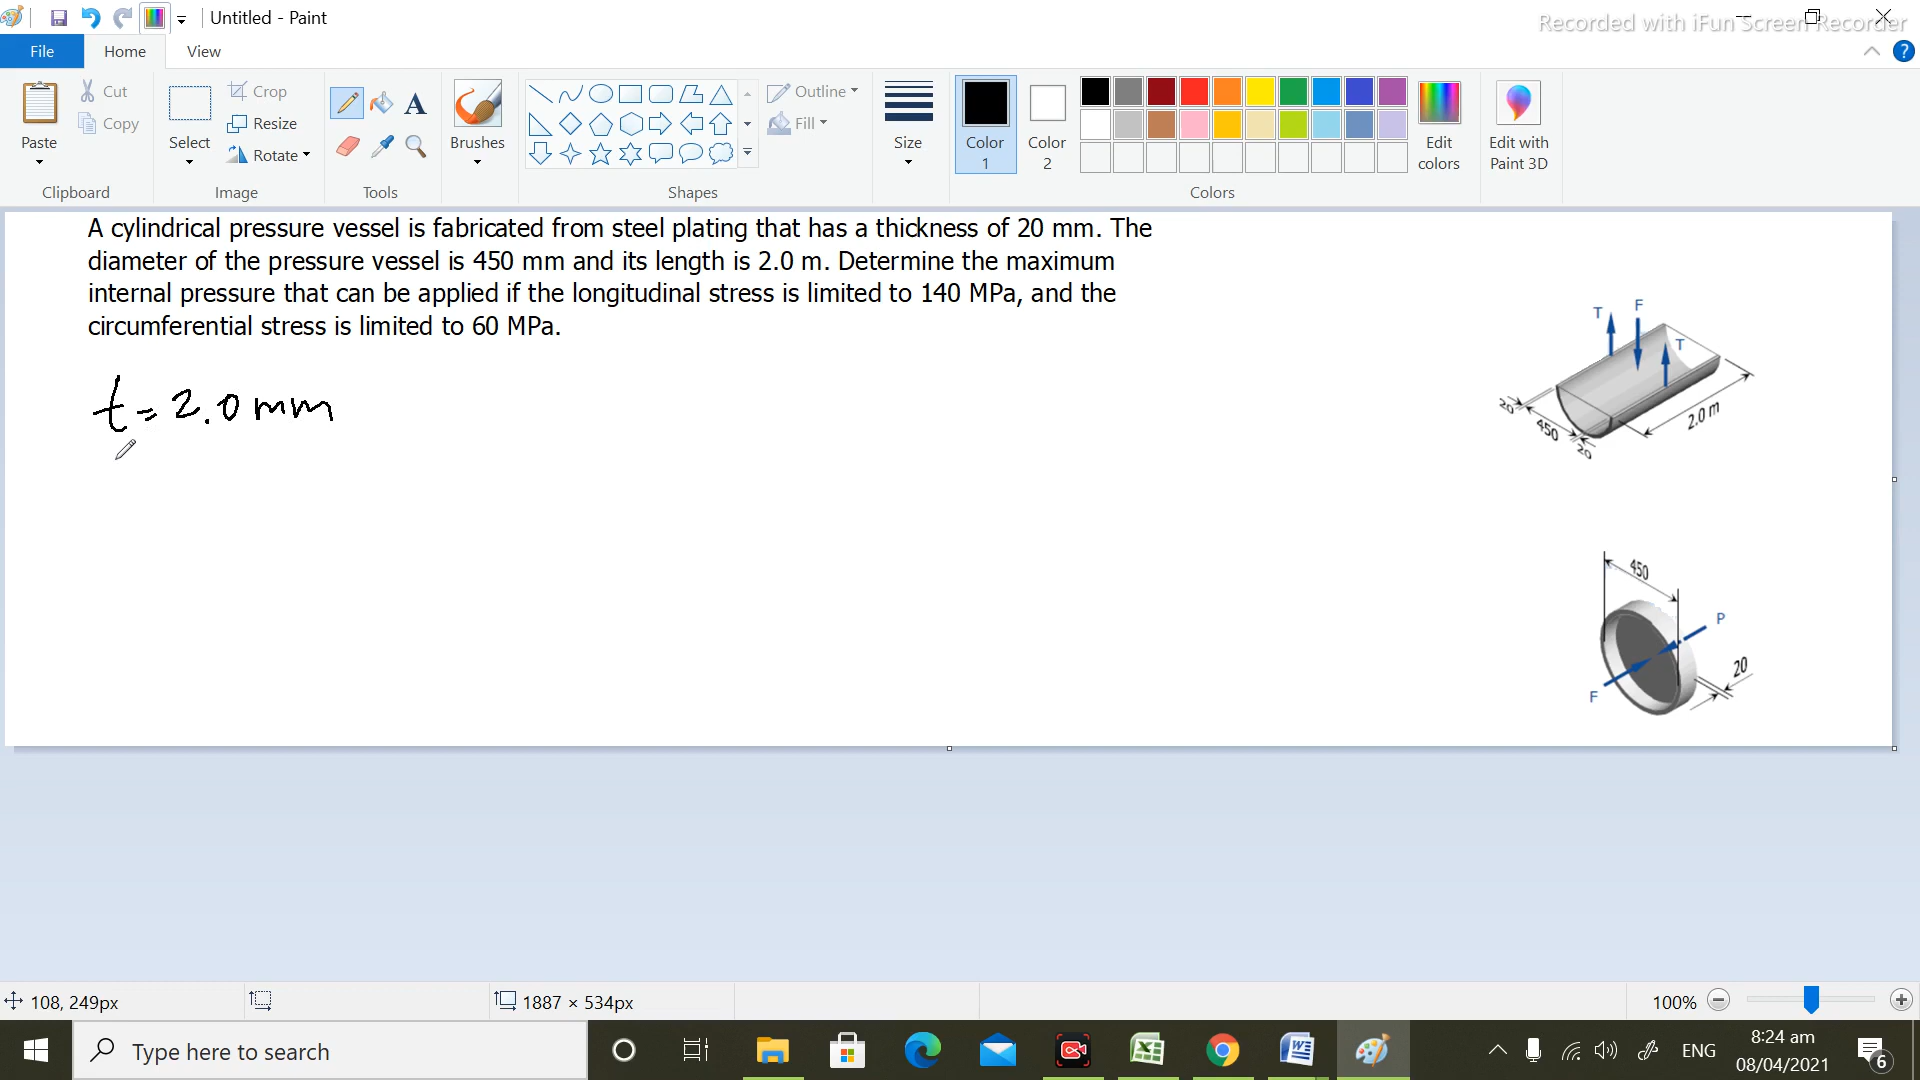 Untitled - Paint
Recorded with iFun Screen Recorder
File
Home
View
Paste
Cut
Copy
Clipboard
Select
Crop
Resize
Rotate
Image
A
Tools
Brushes
Shapes
Outline
Fill
Size
Color
1
Color
2
Colors
Edit
colors
Edit with
Paint 3D
?
A cylindrical pressure vessel is fabricated from steel plating that has a thickness of 20 mm. The
diameter of the pressure vessel is 450 mm and its length is 2.0 m. Determine the maximum
internal pressure that can be applied if the longitudinal stress is limited to 140 MPa, and the
circumferential stress is limited to 60 MPa.
t = 2.0 mm
T
F
T
20
450
20
2.0 m
450
P
20
F
108, 249px
1887 × 534px
100%
Type here to search
ENG
8:24 am
08/04/2021
6